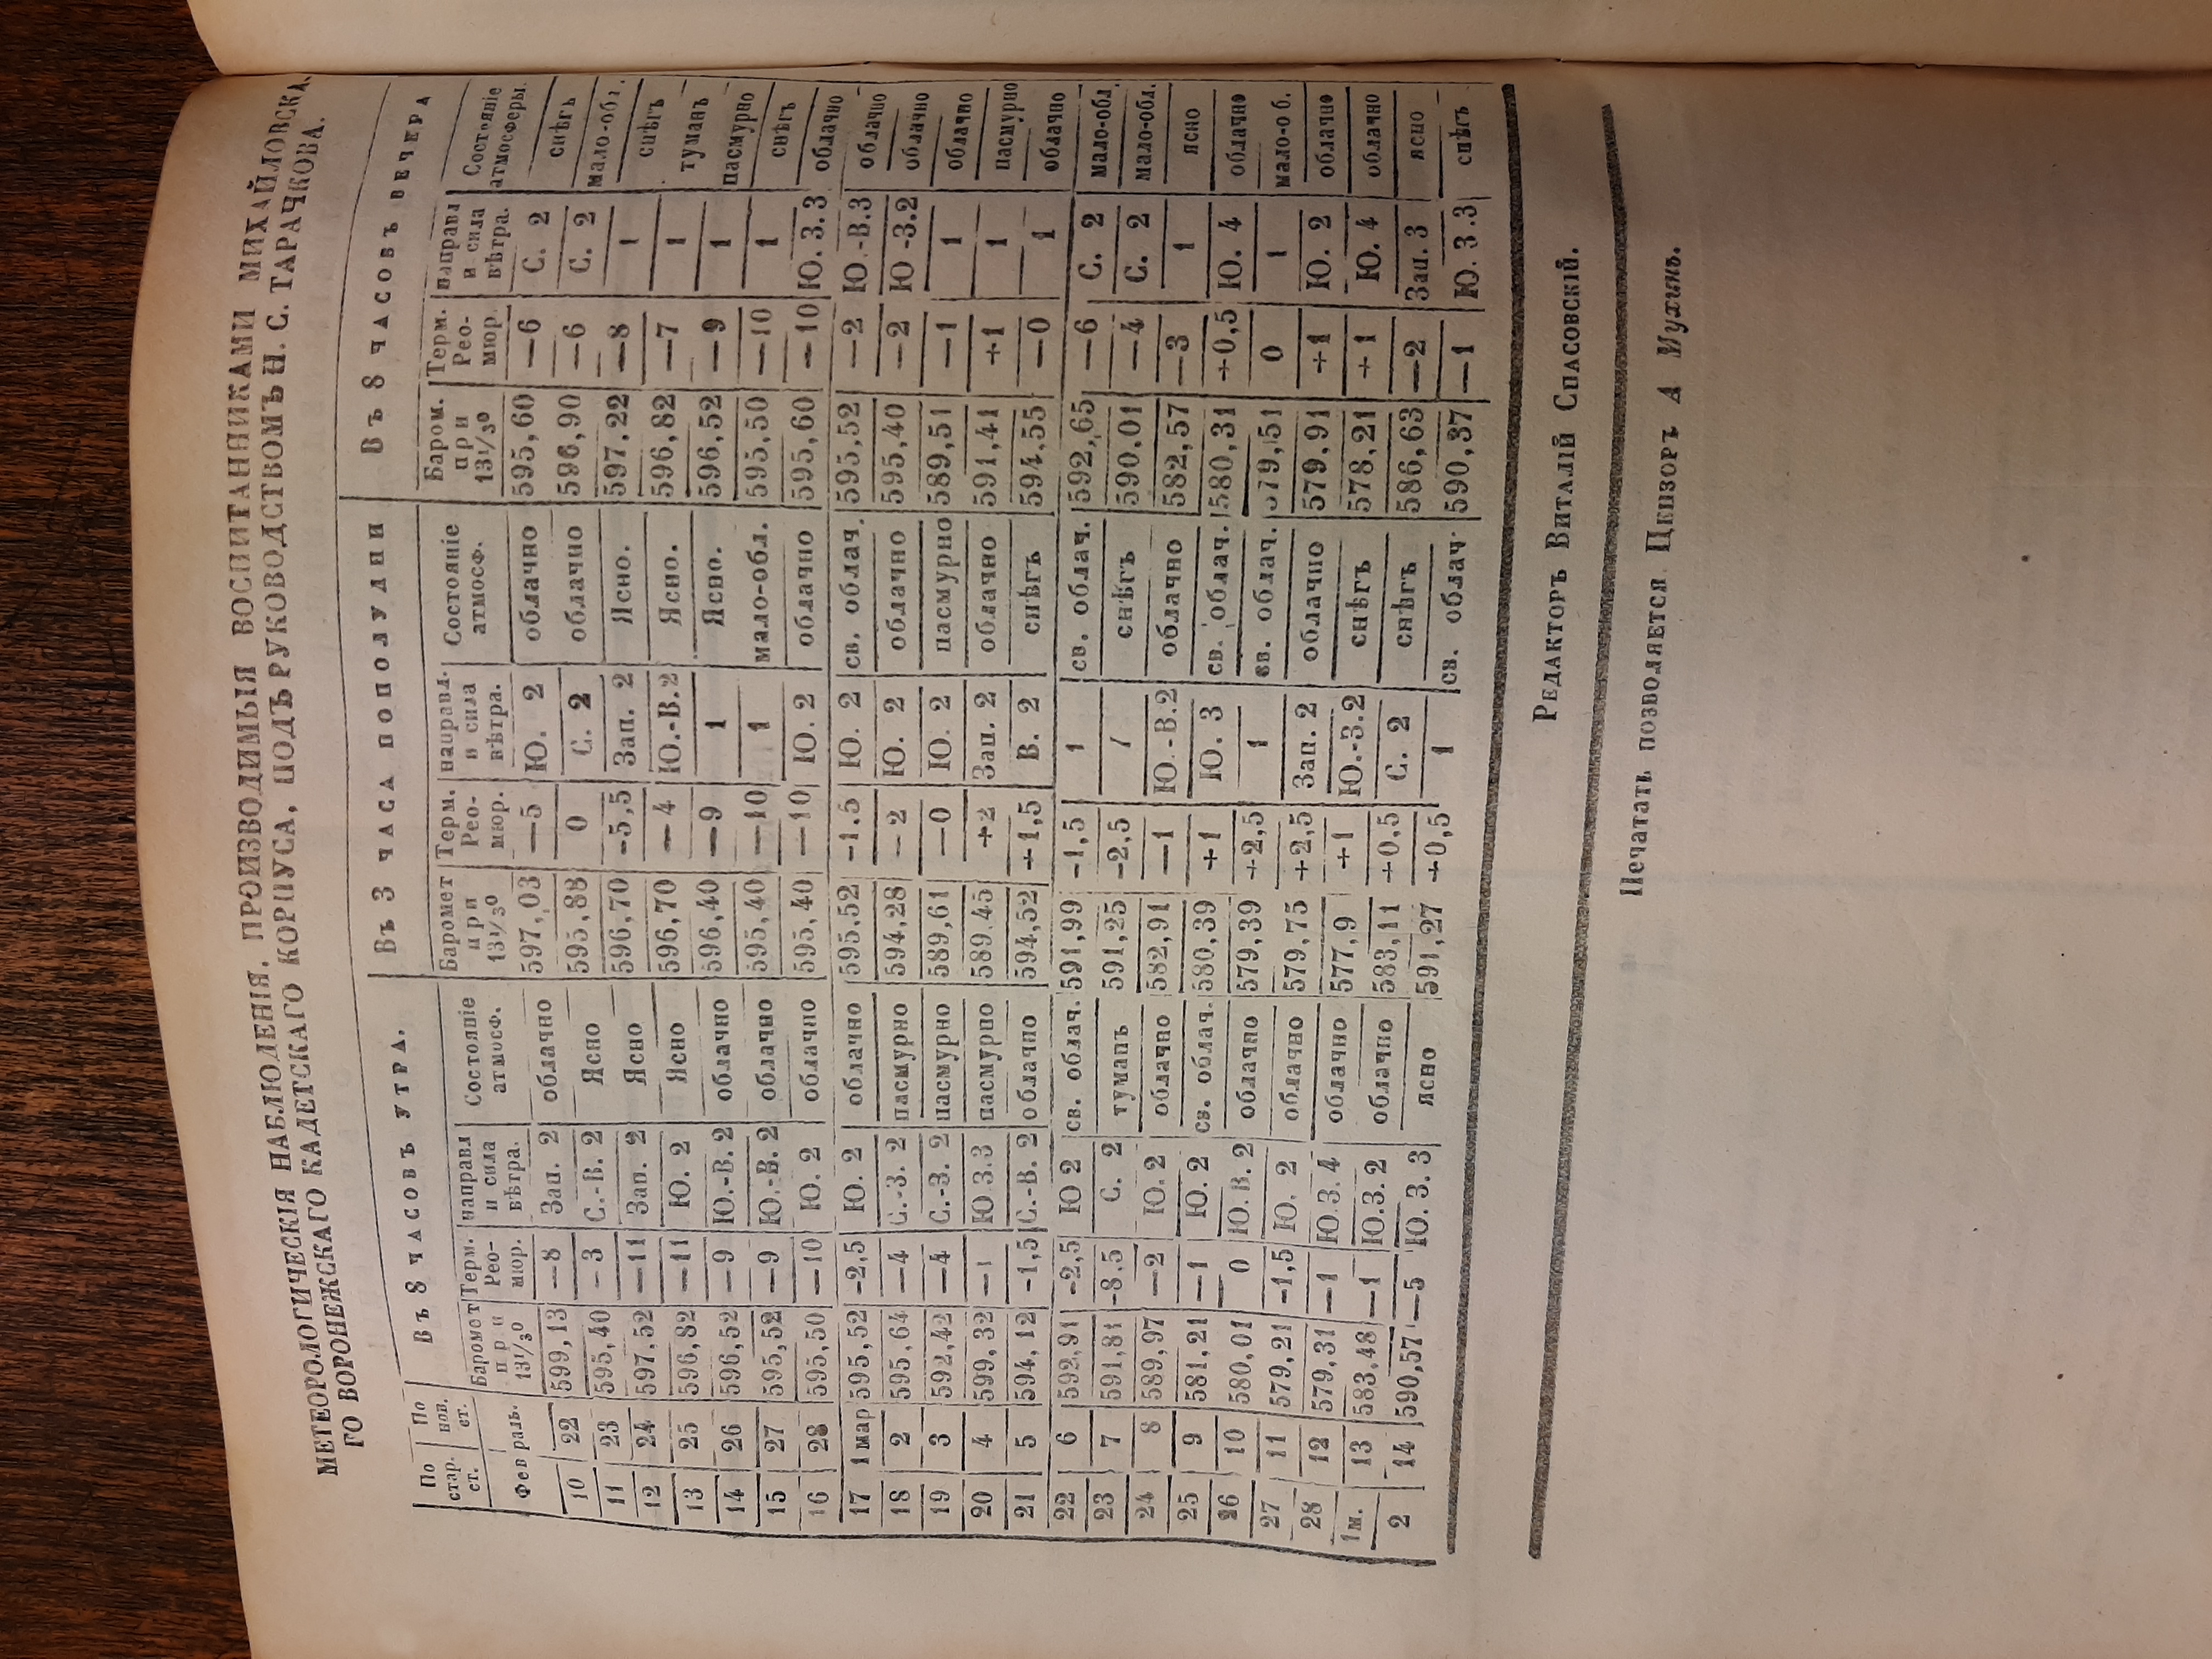 МЕТЕОРОЛОГИЧЕСКІЯ НАБЛЮДЕНІЯ, ПРОИЗВОДИМЫЯ ВОСПИТАННИКАМИ МИХАЙЛОВСКА-
ГО ВОРОНЕЖСКАГО КАДЕТСКАГО КОРПУСА, ПОДЪ РУКОВОДСТВОМЪ Н. С. ТАРАЧКОВА.
По стар. ст. По нов. ст. Въ 8 часовъ утра. Въ 3 часа пополудни Въ 8 часовъ вечера
Февраль. Баромет при 13⅓⁰ Терм. Реомюр. направл и сила вѣтра. Состояніе атмосф. Баромет при 13⅓⁰ Терм. Реомюр. направл. и сила вѣтра. Состояніе атмосф. Баром. при 13⅓⁰ Терм. Реомюр. направл и сила вѣтра. Состояніе атмосферы.
10 22 599,13 —8 Зап. 2 облачно 597,03 —5 Ю. 2 облачно 595,60 —6 С. 2 снѣгъ
11 23 595,40 —3 С.-В. 2 Ясно 595,88 0 С. 2 облачно 596,90 —6 С. 2 мало-обл.
12 24 597,52 —11 Зап. 2 Ясно 596,70 -5,5 Зап. 2 Ясно. 597,22 —8 1 снѣгъ
13 25 596,82 —11 Ю. 2 Ясно 596,70 —4 Ю.-В.2 Ясно. 596,82 —7 1 туманъ
14 26 596,52 —9 Ю.-В. 2 облачно 596,40 —9 1 Ясно. 596,52 —9 1 пасмурно
15 27 595,52 —9 Ю.-В. 2 облачно 595,40 —10 1 мало-обл. 595,50 —10 1 снѣгъ
16 28 595,50 —10 Ю. 2 облачно 595,40 —10 Ю. 2 облачно 595,60 —10 Ю. З.3 облачно
17 1 мар 595,52 -2,5 Ю. 2 облачно 595,52 -1,5 Ю. 2 св. облач. 595,52 —2 Ю.-В.3 облачно
18 2 595,64 —4 С.-З. 2 пасмурно 594,28 —2 Ю. 2 облачно 595,40 —2 Ю -З.2 облачно
19 3 592,42 —4 С.-З. 2 пасмурно 589,61 —0 Ю. 2 пасмурно 589,51 —1 1 облачно
20 4 599,32 —1 Ю.З.3 пасмурно 589.45 +2 Зап. 2 облачно 591,41 +1 1 пасмурно
21 5 594,12 -1,5 С.-В. 2 облачно 594,52 +1,5 В. 2 снѣгъ 594,55 —0 1 облачно
22 6 592,91 -2,5 Ю 2 св. облач. 591,99 -1,5 1 св. облач. 592,65 —6 С. 2 мало-обл.
23 7 591,81 -8,5 С. 2 туманъ 591,25 -2,5 1 снѣгъ 590,01 —4 С. 2 мало-обл.
24 8 589,97 —2 Ю. 2 облачно 582,91 —1 Ю.-В.2 облачно 582,57 —3 1 ясно
25 9 581,21 —1 Ю. 2 св. облач. 580,39 +1 Ю. 3 св. облач. 580,31 +0,5 Ю. 4 облачно
26 10 580,01 0 Ю.В. 2 облачно 579,39 +2,5 1 св. облач. 579,51 0 1 мало-об.
27 11 579,21 -1,5 Ю. 2 облачно 579,75 +2,5 Зап. 2 облачно 579,91 +1 Ю. 2 облачно
28 12 579,31 —1 Ю.З. 4 облачно 577,9 +1 Ю.-З.2 снѣгъ 578,21 +1 Ю. 4 облачно
1м. 13 583,48 —1 Ю.З. 2 облачно 583,11 +0,5 С. 2 снѣгъ 586,63 —2 Зап. 3 ясно
2 14 590,57 —5 Ю. З. 3 ясно 591,27 +0,5 1 св. облач. 590,37 —1 Ю. З.3 снѣгъ
Редакторъ Виталій Спасовскій.
Печатать позволяется. Цензоръ А Мухинъ.